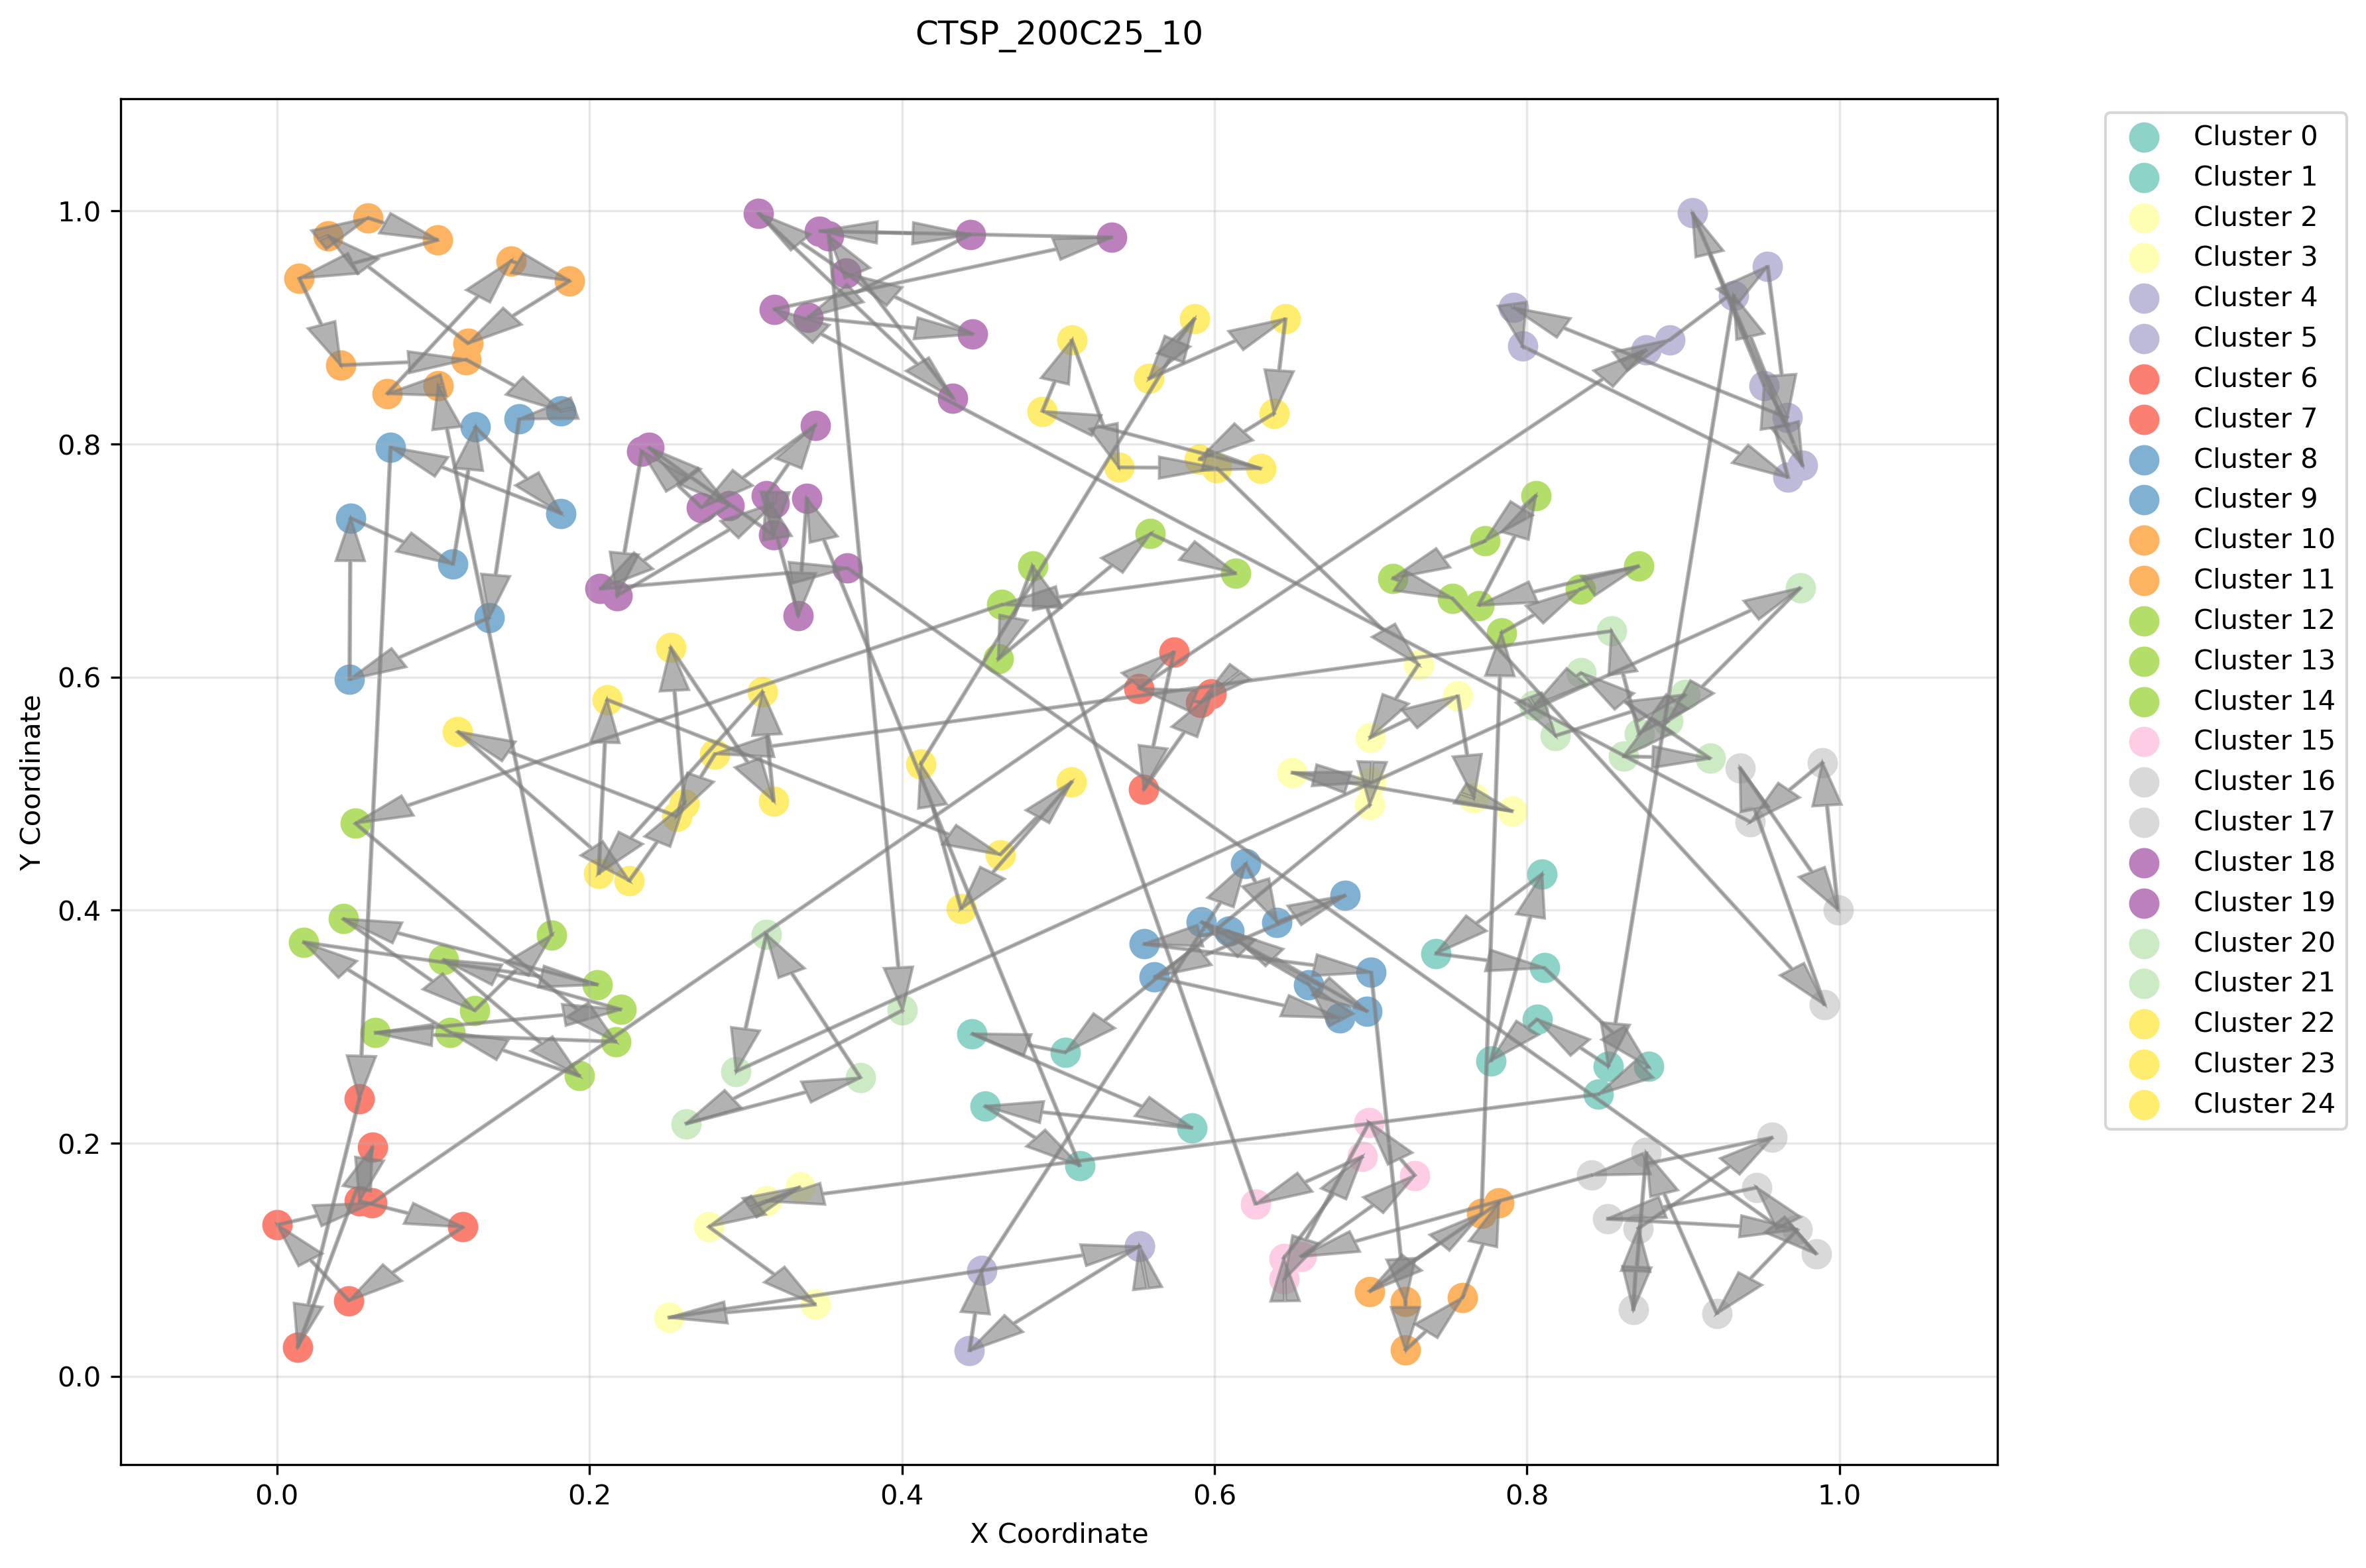 CTSP_200C25_10
1.0
0.8
0.6
0.4
0.2
0.0
Y Coordinate
0.0 0.2 0.4 0.6 0.8 1.0
X Coordinate
Cluster 0
Cluster 1
Cluster 2
Cluster 3
Cluster 4
Cluster 5
Cluster 6
Cluster 7
Cluster 8
Cluster 9
Cluster 10
Cluster 11
Cluster 12
Cluster 13
Cluster 14
Cluster 15
Cluster 16
Cluster 17
Cluster 18
Cluster 19
Cluster 20
Cluster 21
Cluster 22
Cluster 23
Cluster 24